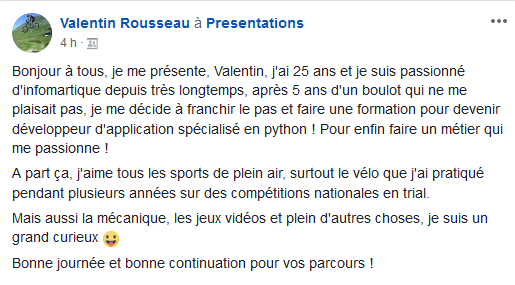 Valentin Rousseau à Presentations
4 h ·
Bonjour à tous, je me présente, Valentin, j'ai 25 ans et je suis passionné
d'infomartique depuis très longtemps, après 5 ans d'un boulot qui ne me
plaisait pas, je me décide à franchir le pas et faire une formation pour devenir
développeur d'application spécialisé en python ! Pour enfin faire un métier qui
me passionne !
A part ça, j'aime tous les sports de plein air, surtout le vélo que j'ai pratiqué
pendant plusieurs années sur des compétitions nationales en trial.
Mais aussi la mécanique, les jeux vidéos et plein d'autres choses, je suis un
grand curieux 😛
Bonne journée et bonne continuation pour vos parcours !